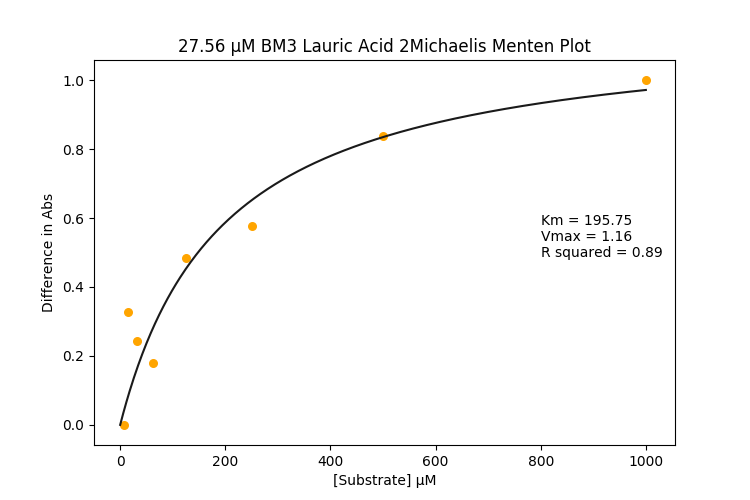 27.56 μM BM3 Lauric Acid 2Michaelis Menten Plot
1.0
0.8
0.6
0.4
0.2
0.0
Difference in Abs
Km = 195.75
Vmax = 1.16
R squared = 0.89
0 200 400 600 800 1000
[Substrate] μM